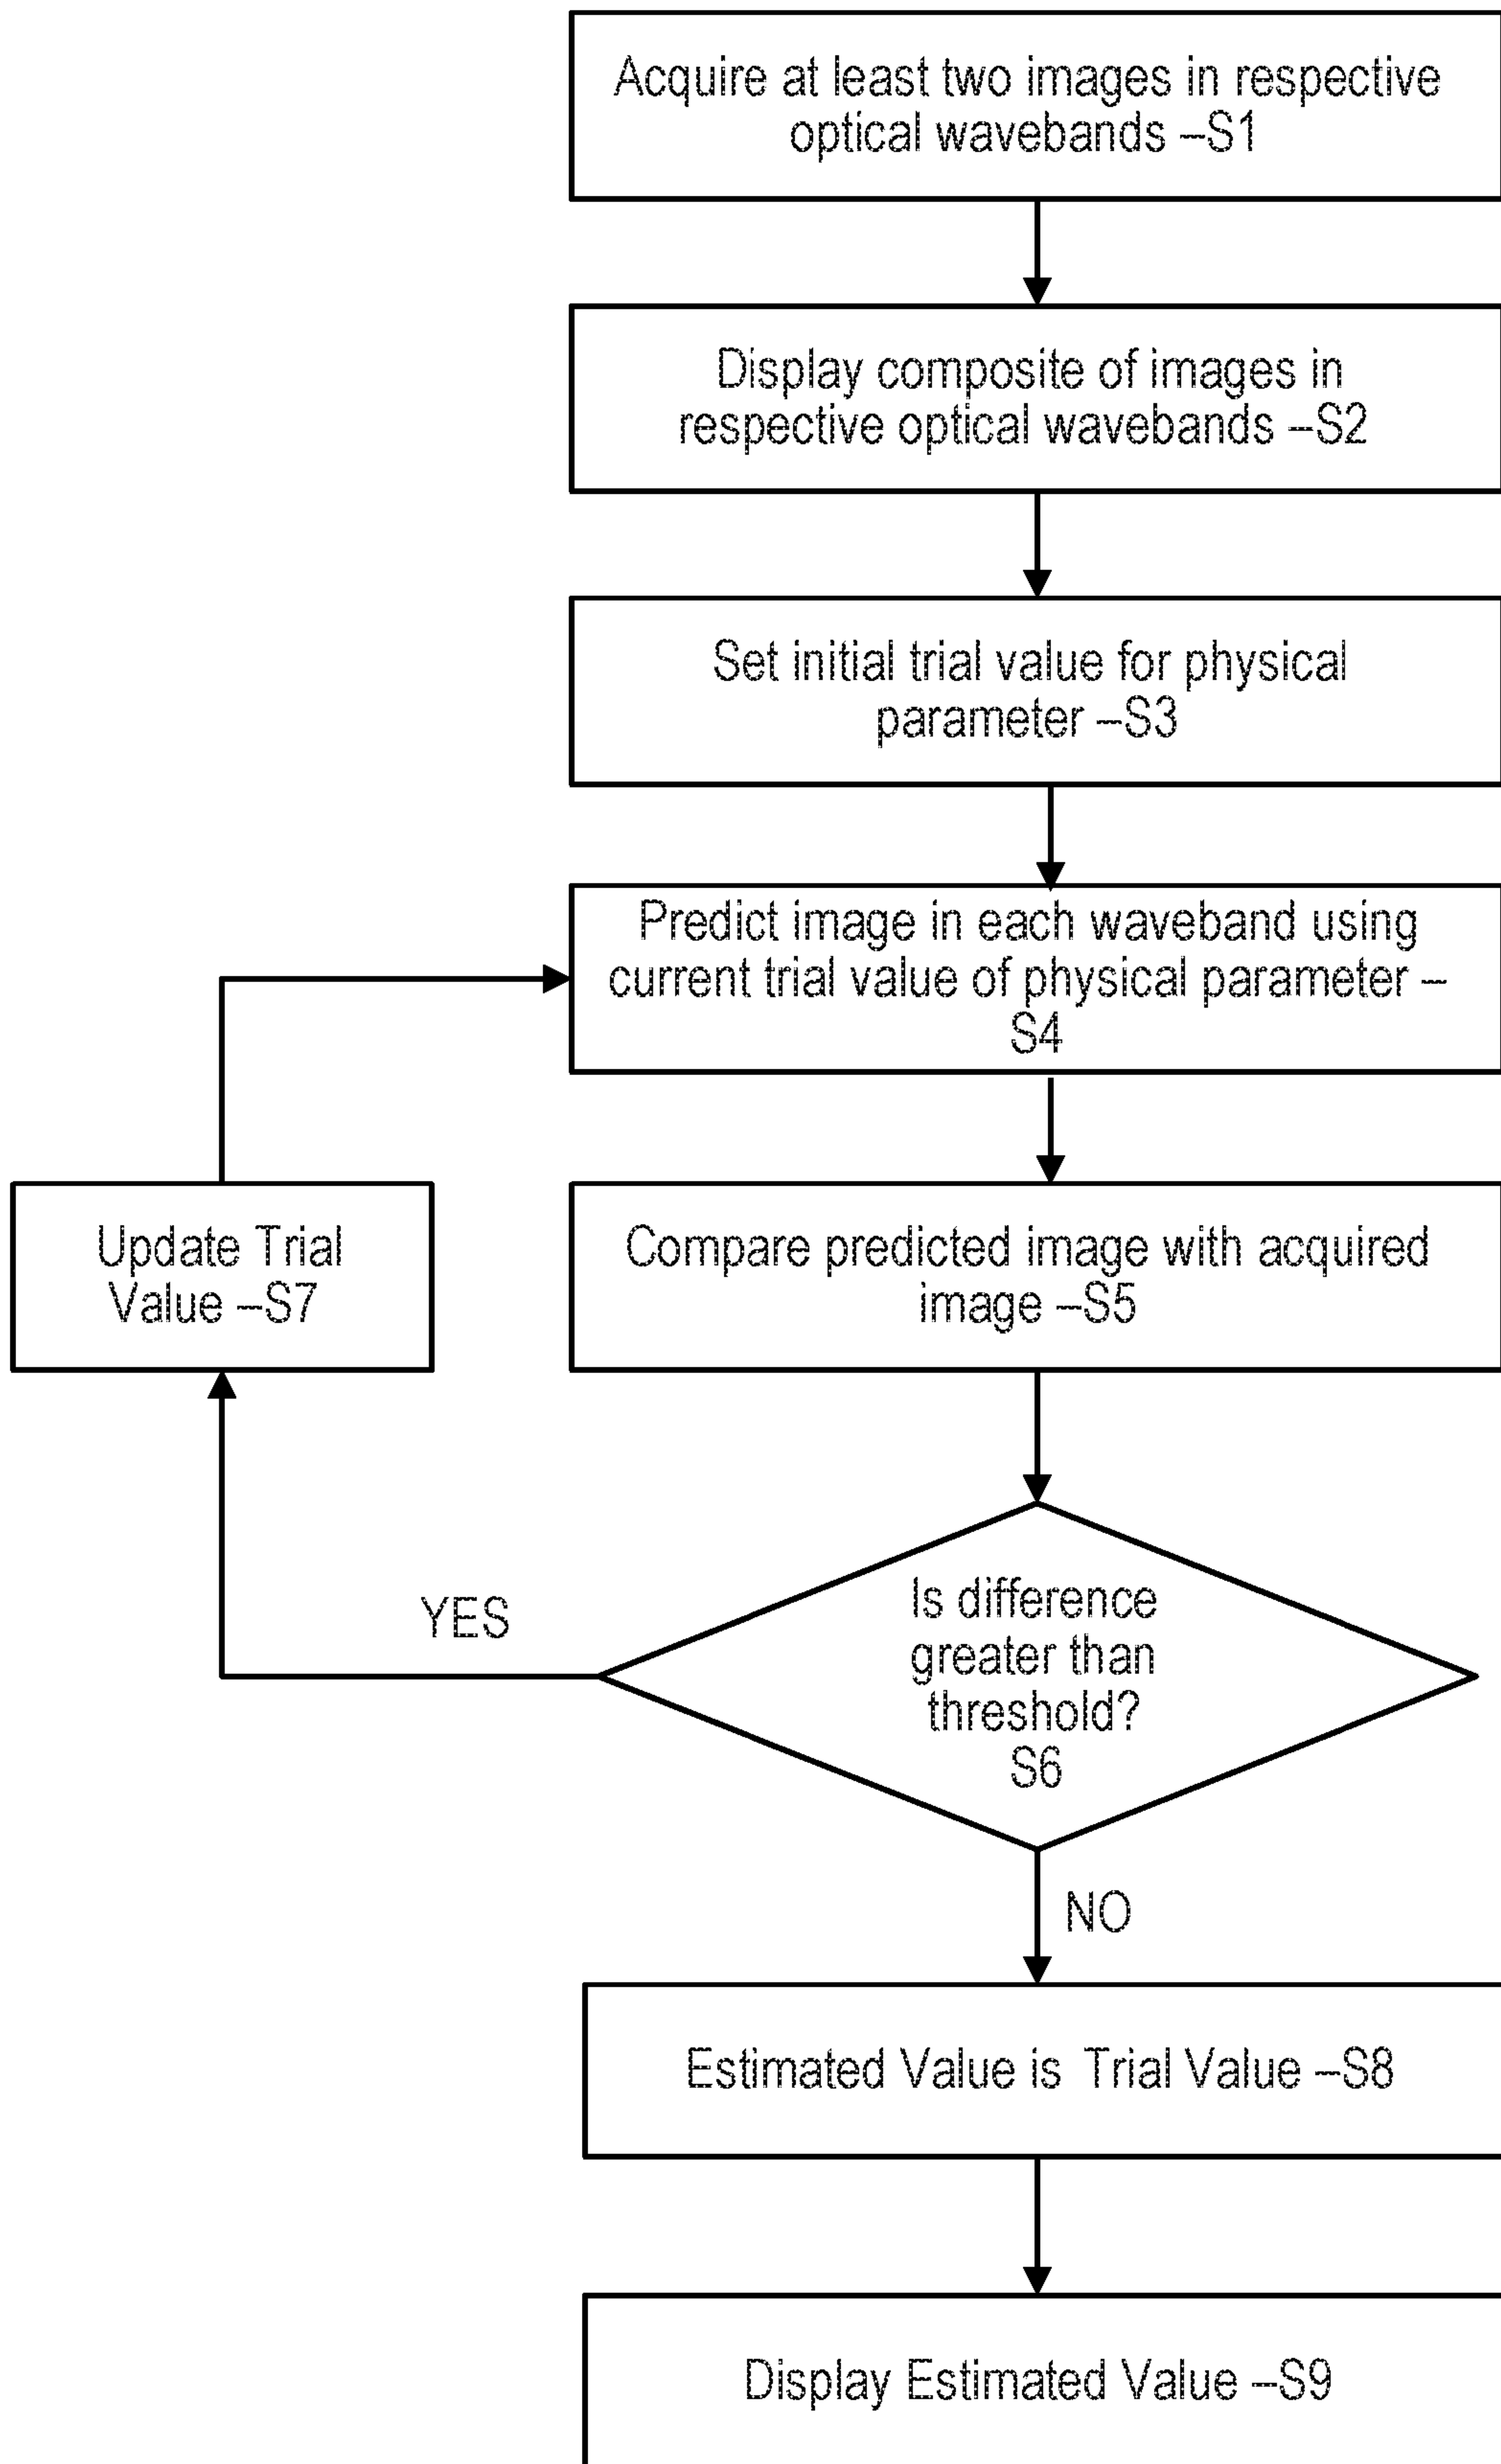 Acquire at least two images in respective
optical wavebands –S1
Display composite of images in
respective optical wavebands –S2
Set initial trial value for physical
parameter –S3
Predict image in each waveband using
current trial value of physical parameter –
S4
Update Trial
Value –S7
Compare predicted image with acquired
image –S5
YES
Is difference
greater than
threshold?
S6
NO
Estimated Value is Trial Value –S8
Display Estimated Value –S9